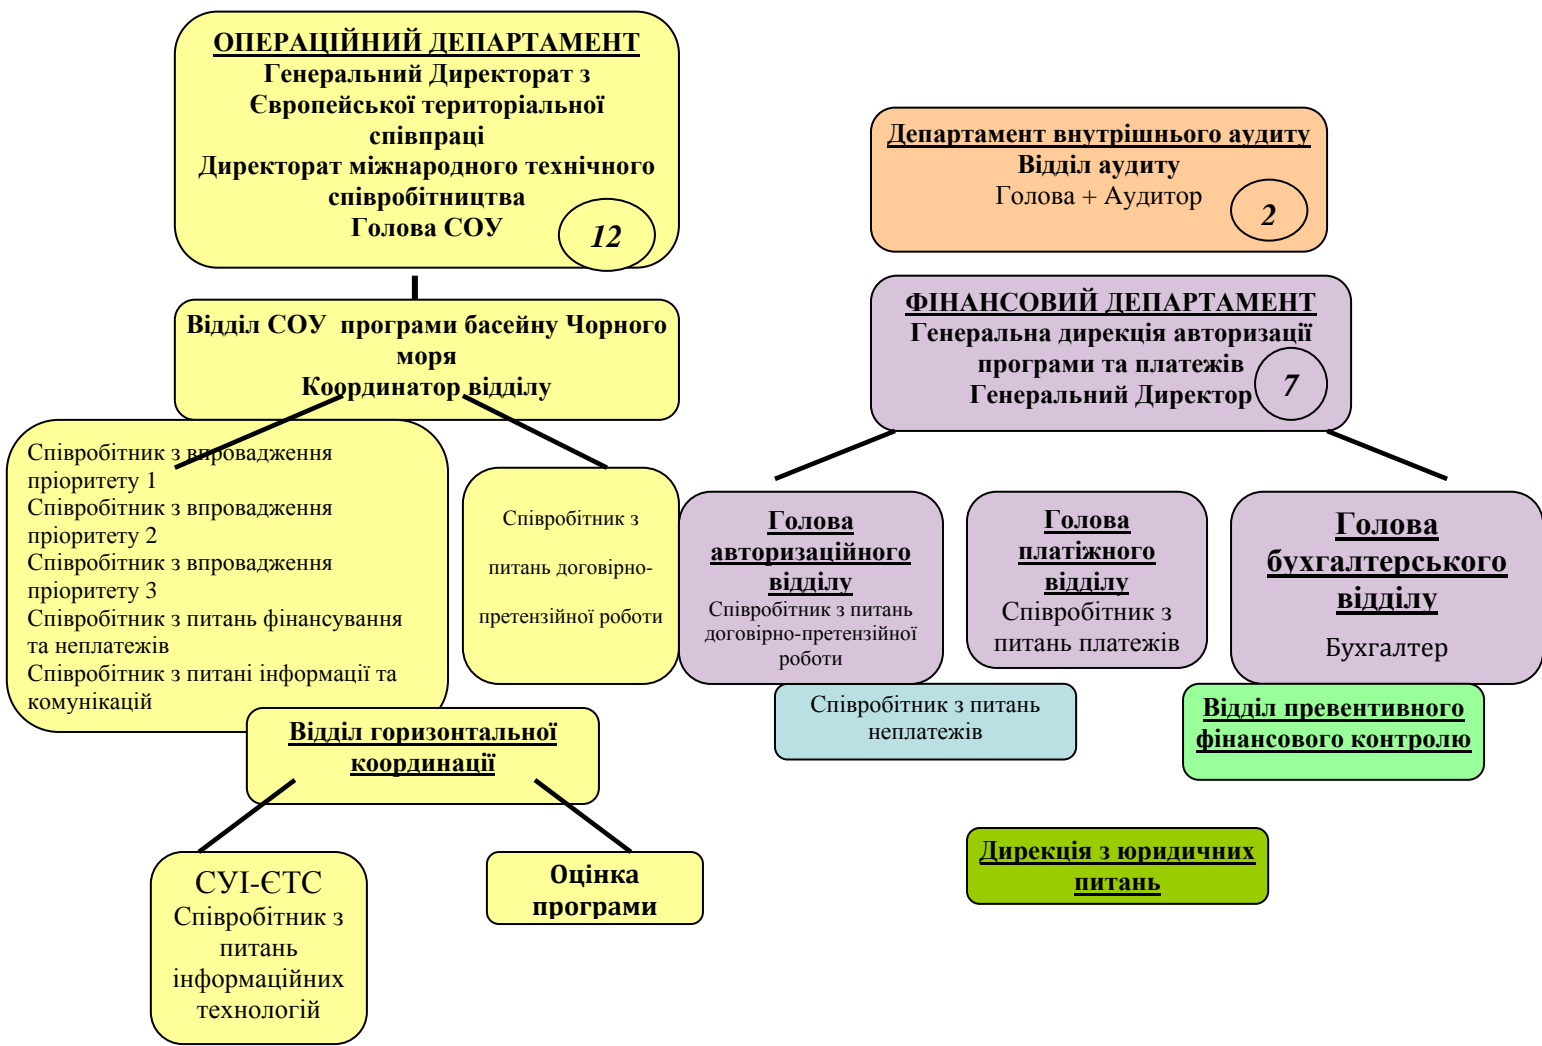 ОПЕРАЦІЙНИЙ ДЕПАРТАМЕНТ
Генеральний Директорат з
Європейської територіальної
співпраці
Директорат міжнародного технічного
співробітництва
Голова СОУ
12
Департамент внутрішнього аудиту
Відділ аудиту
Голова + Аудитор
2
Відділ СОУ програми басейну Чорного
моря
Координатор відділу
ФІНАНСОВИЙ ДЕПАРТАМЕНТ
Генеральна дирекція авторизації
програми та платежів
Генеральний Директор
7
Співробітник з впровадження
пріоритету 1
Співробітник з впровадження
пріоритету 2
Співробітник з впровадження
пріоритету 3
Співробітник з питань фінансування
та неплатежів
Співробітник з питані інформації та
комунікацій
Співробітник з
питань договірно-
претензійної роботи
Голова
авторизаційного
відділу
Співробітник з питань
договірно-претензійної
роботи
Голова
платіжного
відділу
Співробітник з
питань платежів
Голова
бухгалтерського
відділу
Бухгалтер
Співробітник з питань
неплатежів
Відділ превентивного
фінансового контролю
Відділ горизонтальної
координації
СУІ-ЄТС
Співробітник з
питань
інформаційних
технологій
Оцінка
програми
Дирекція з юридичних
питань